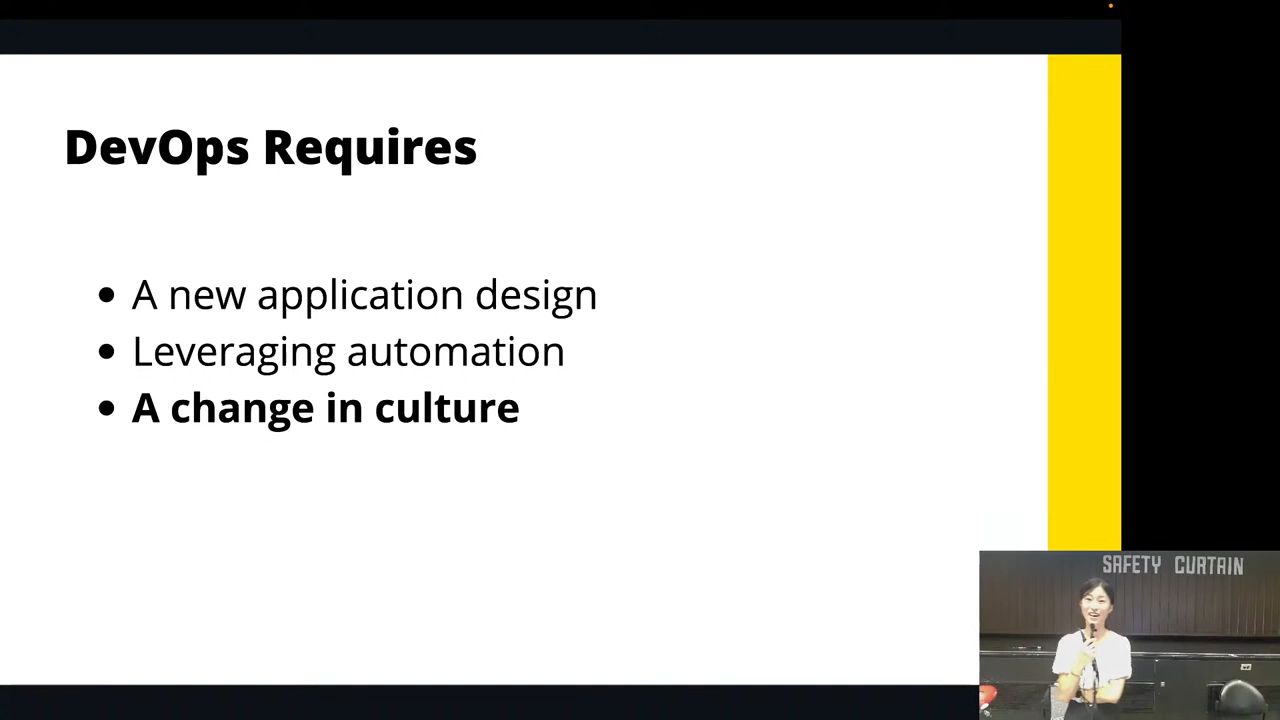 DevOps Requires
A new application design
Leveraging automation
A change in culture
SAFETY CURTAIN